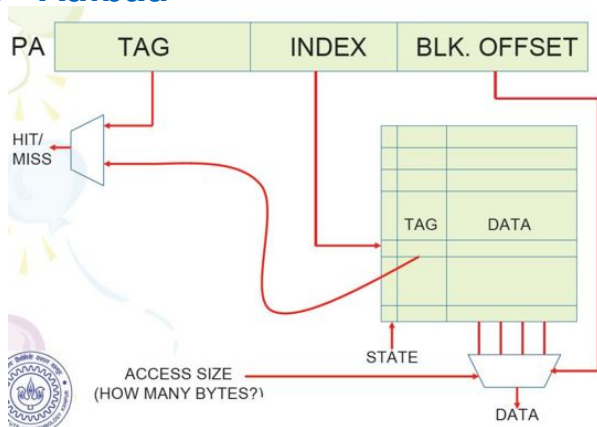 PA TAG INDEX BLK. OFFSET
HIT/
MISS
TAG DATA
STATE
ACCESS SIZE
(HOW MANY BYTES?)
DATA